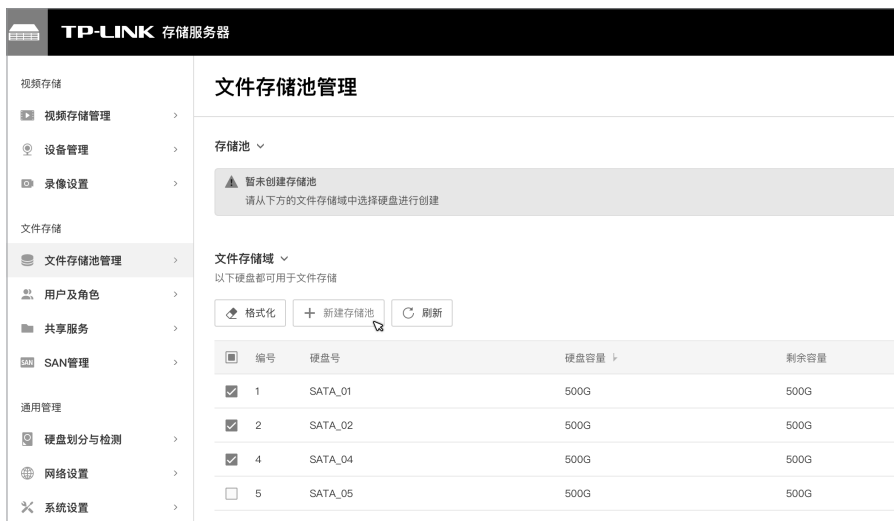 TP-LINK 存储服务器
视频存储
视频存储管理
设备管理
录像设置
文件存储
文件存储池管理
用户及角色
共享服务
SAN SAN管理
通用管理
硬盘划分与检测
网络设置
系统设置
文件存储池管理
存储池
暂未创建存储池
请从下方的文件存储域中选择硬盘进行创建
文件存储域
以下硬盘都可用于文件存储
格式化 新建存储池 刷新
编号 硬盘号 硬盘容量 剩余容量
1 SATA_01 500G 500G
2 SATA_02 500G 500G
4 SATA_04 500G 500G
5 SATA_05 500G 500G